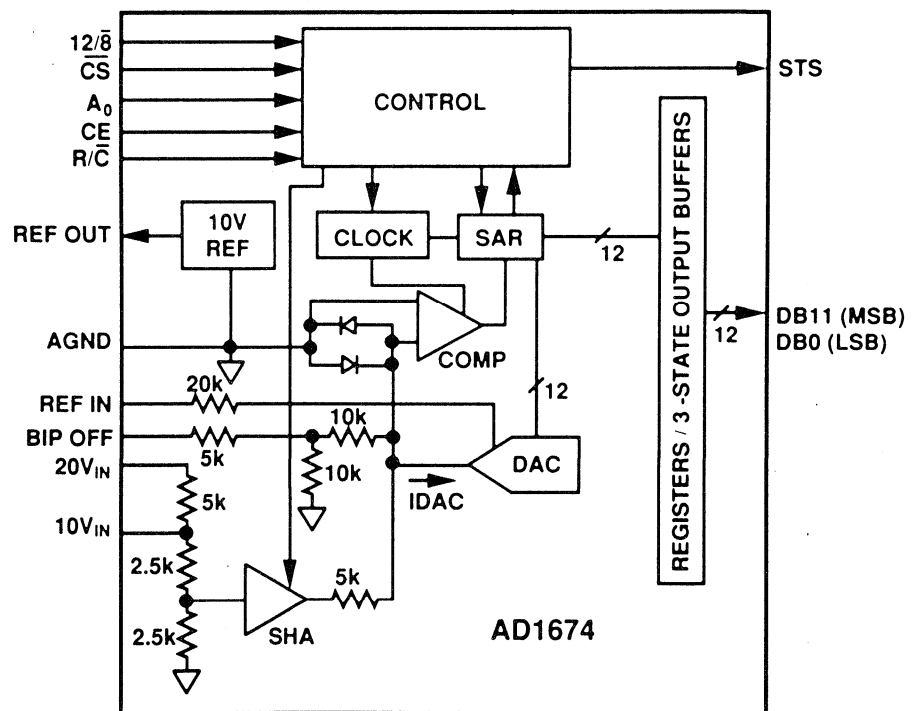 12/8̅
C̅S̅
A₀
CE
R/C̅
CONTROL
STS
REF OUT
10V
REF
CLOCK
SAR
12
REGISTERS / 3 -STATE OUTPUT BUFFERS
12
DB11 (MSB)
DB0 (LSB)
AGND
COMP
12
REF IN
20k
BIP OFF
5k
10k
10k
DAC
IDAC
20VIN
5k
10VIN
2.5k
2.5k
SHA
5k
AD1674